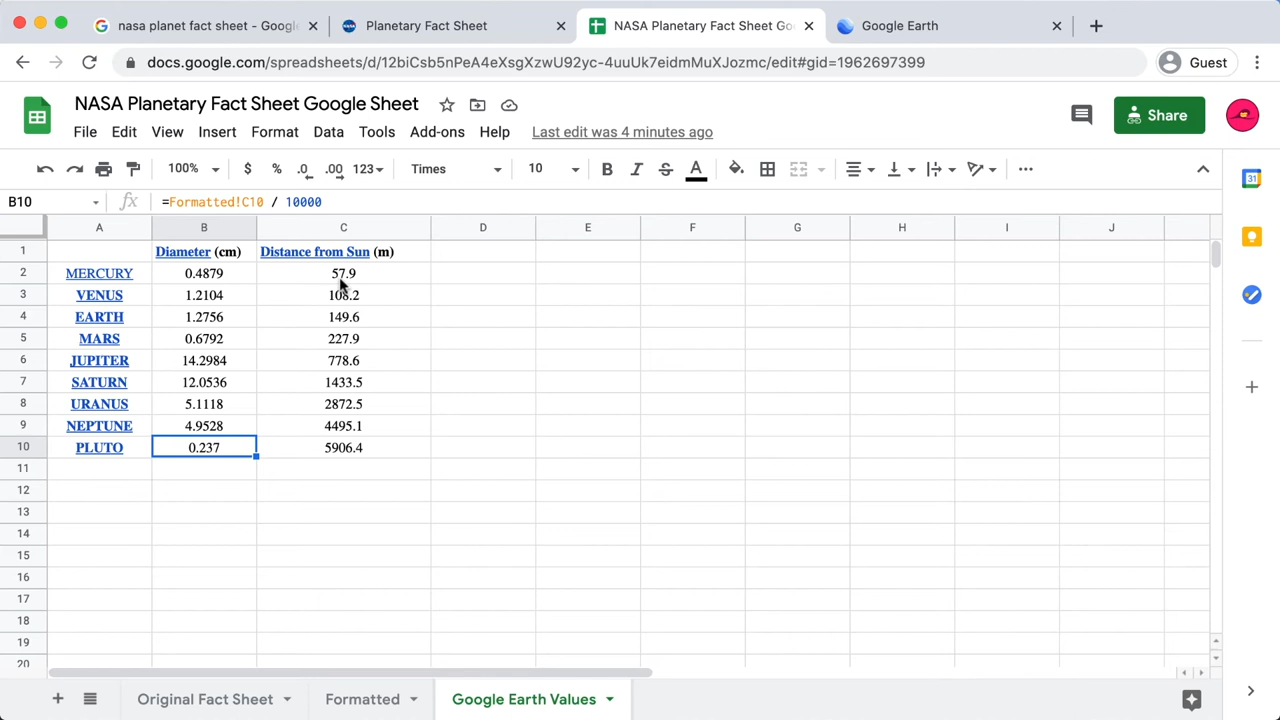 nasa planet fact sheet - Google
Planetary Fact Sheet
NASA Planetary Fact Sheet Go
Google Earth
docs.google.com/spreadsheets/d/12biCsb5nPeA4eXsgXzwU92yc-4uuUk7eidmMuXJozmc/edit#gid=1962697399
Guest
NASA Planetary Fact Sheet Google Sheet
File Edit View Insert Format Data Tools Add-ons Help Last edit was 4 minutes ago
Share
100% $ % .0 .00 123 Times 10 B I S A
B10 fx =Formatted!C10 / 10000
A B C D E F G H I J
1 Diameter (cm) Distance from Sun (m)
2 MERCURY 0.4879 57.9
3 VENUS 1.2104 108.2
4 EARTH 1.2756 149.6
5 MARS 0.6792 227.9
6 JUPITER 14.2984 778.6
7 SATURN 12.0536 1433.5
8 URANUS 5.1118 2872.5
9 NEPTUNE 4.9528 4495.1
10 PLUTO 0.237 5906.4
11
12
13
14
15
16
17
18
19
20
Original Fact Sheet Formatted Google Earth Values
31